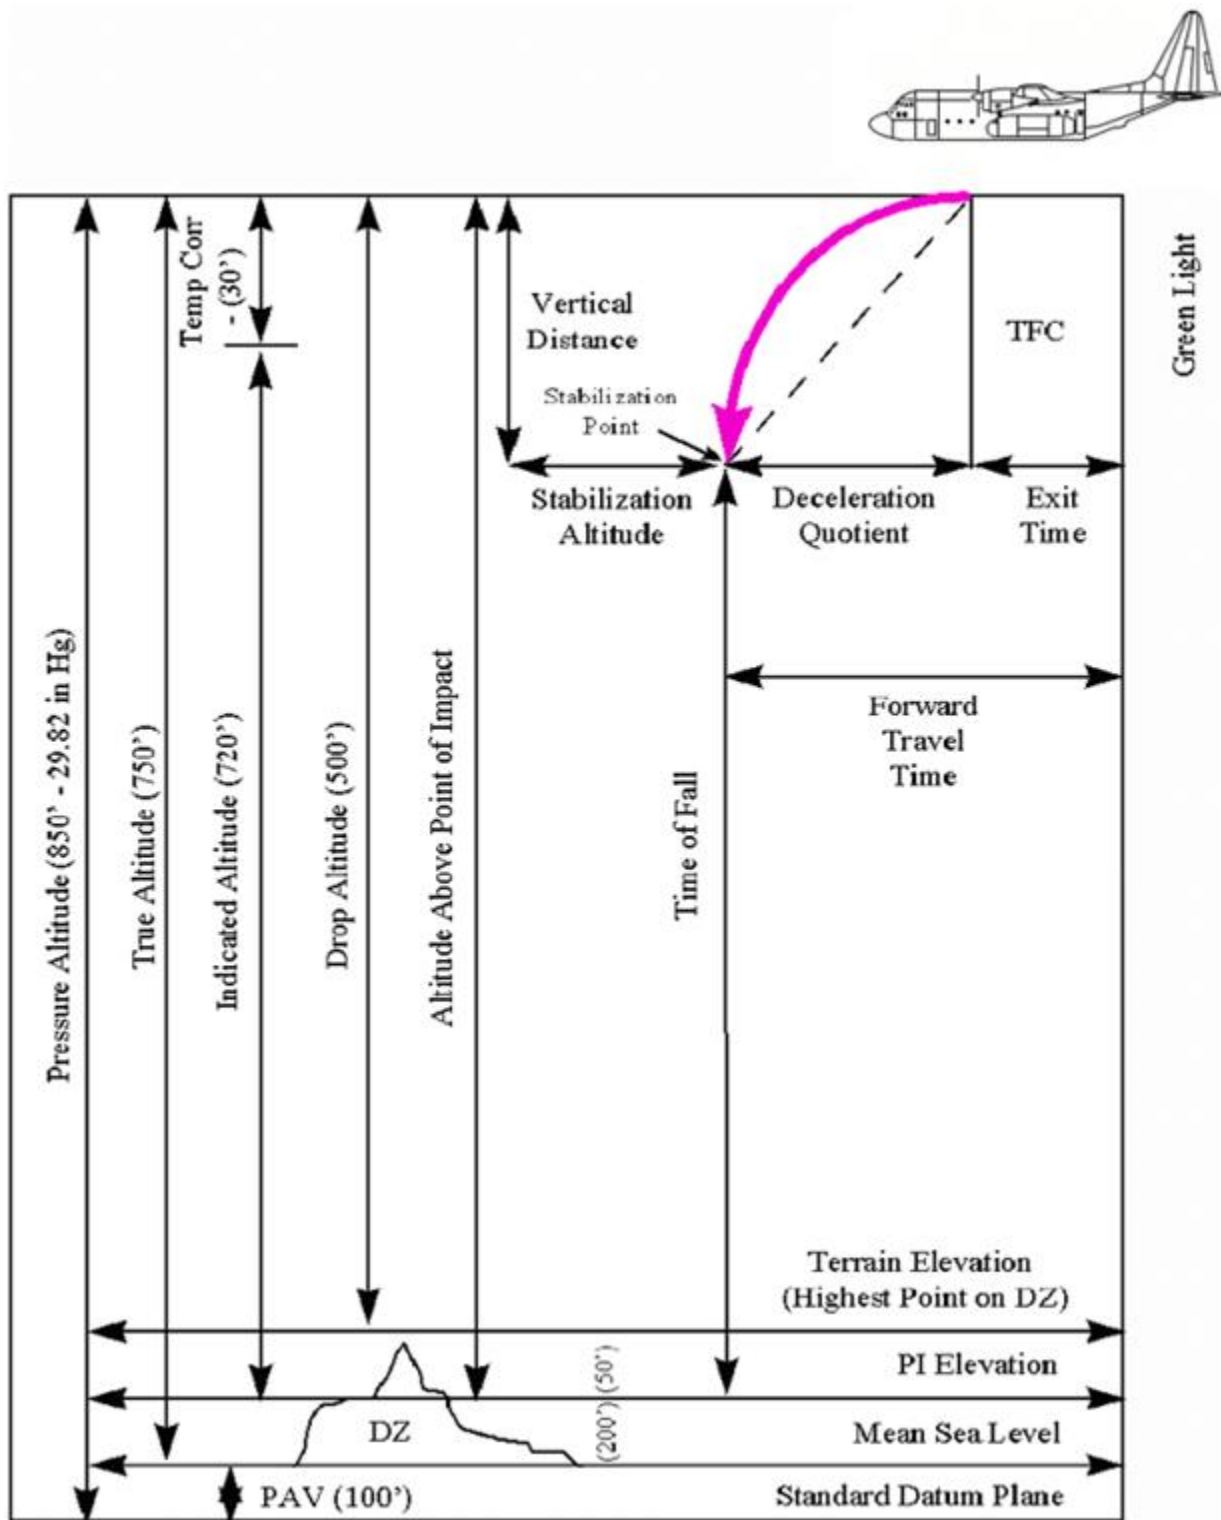 Green Light
Temp Corr
- (30')
Vertical
Distance
TFC
Stabilization
Point
Stabilization
Altitude
Deceleration
Quotient
Exit
Time
Pressure Altitude (850' - 29.82 in Hg)
True Altitude (750')
Indicated Altitude (720')
Drop Altitude (500')
Altitude Above Point of Impact
Time of Fall
Forward
Travel
Time
Terrain Elevation
(Highest Point on DZ)
PI Elevation
(200') (50')
DZ
Mean Sea Level
PAV (100')
Standard Datum Plane